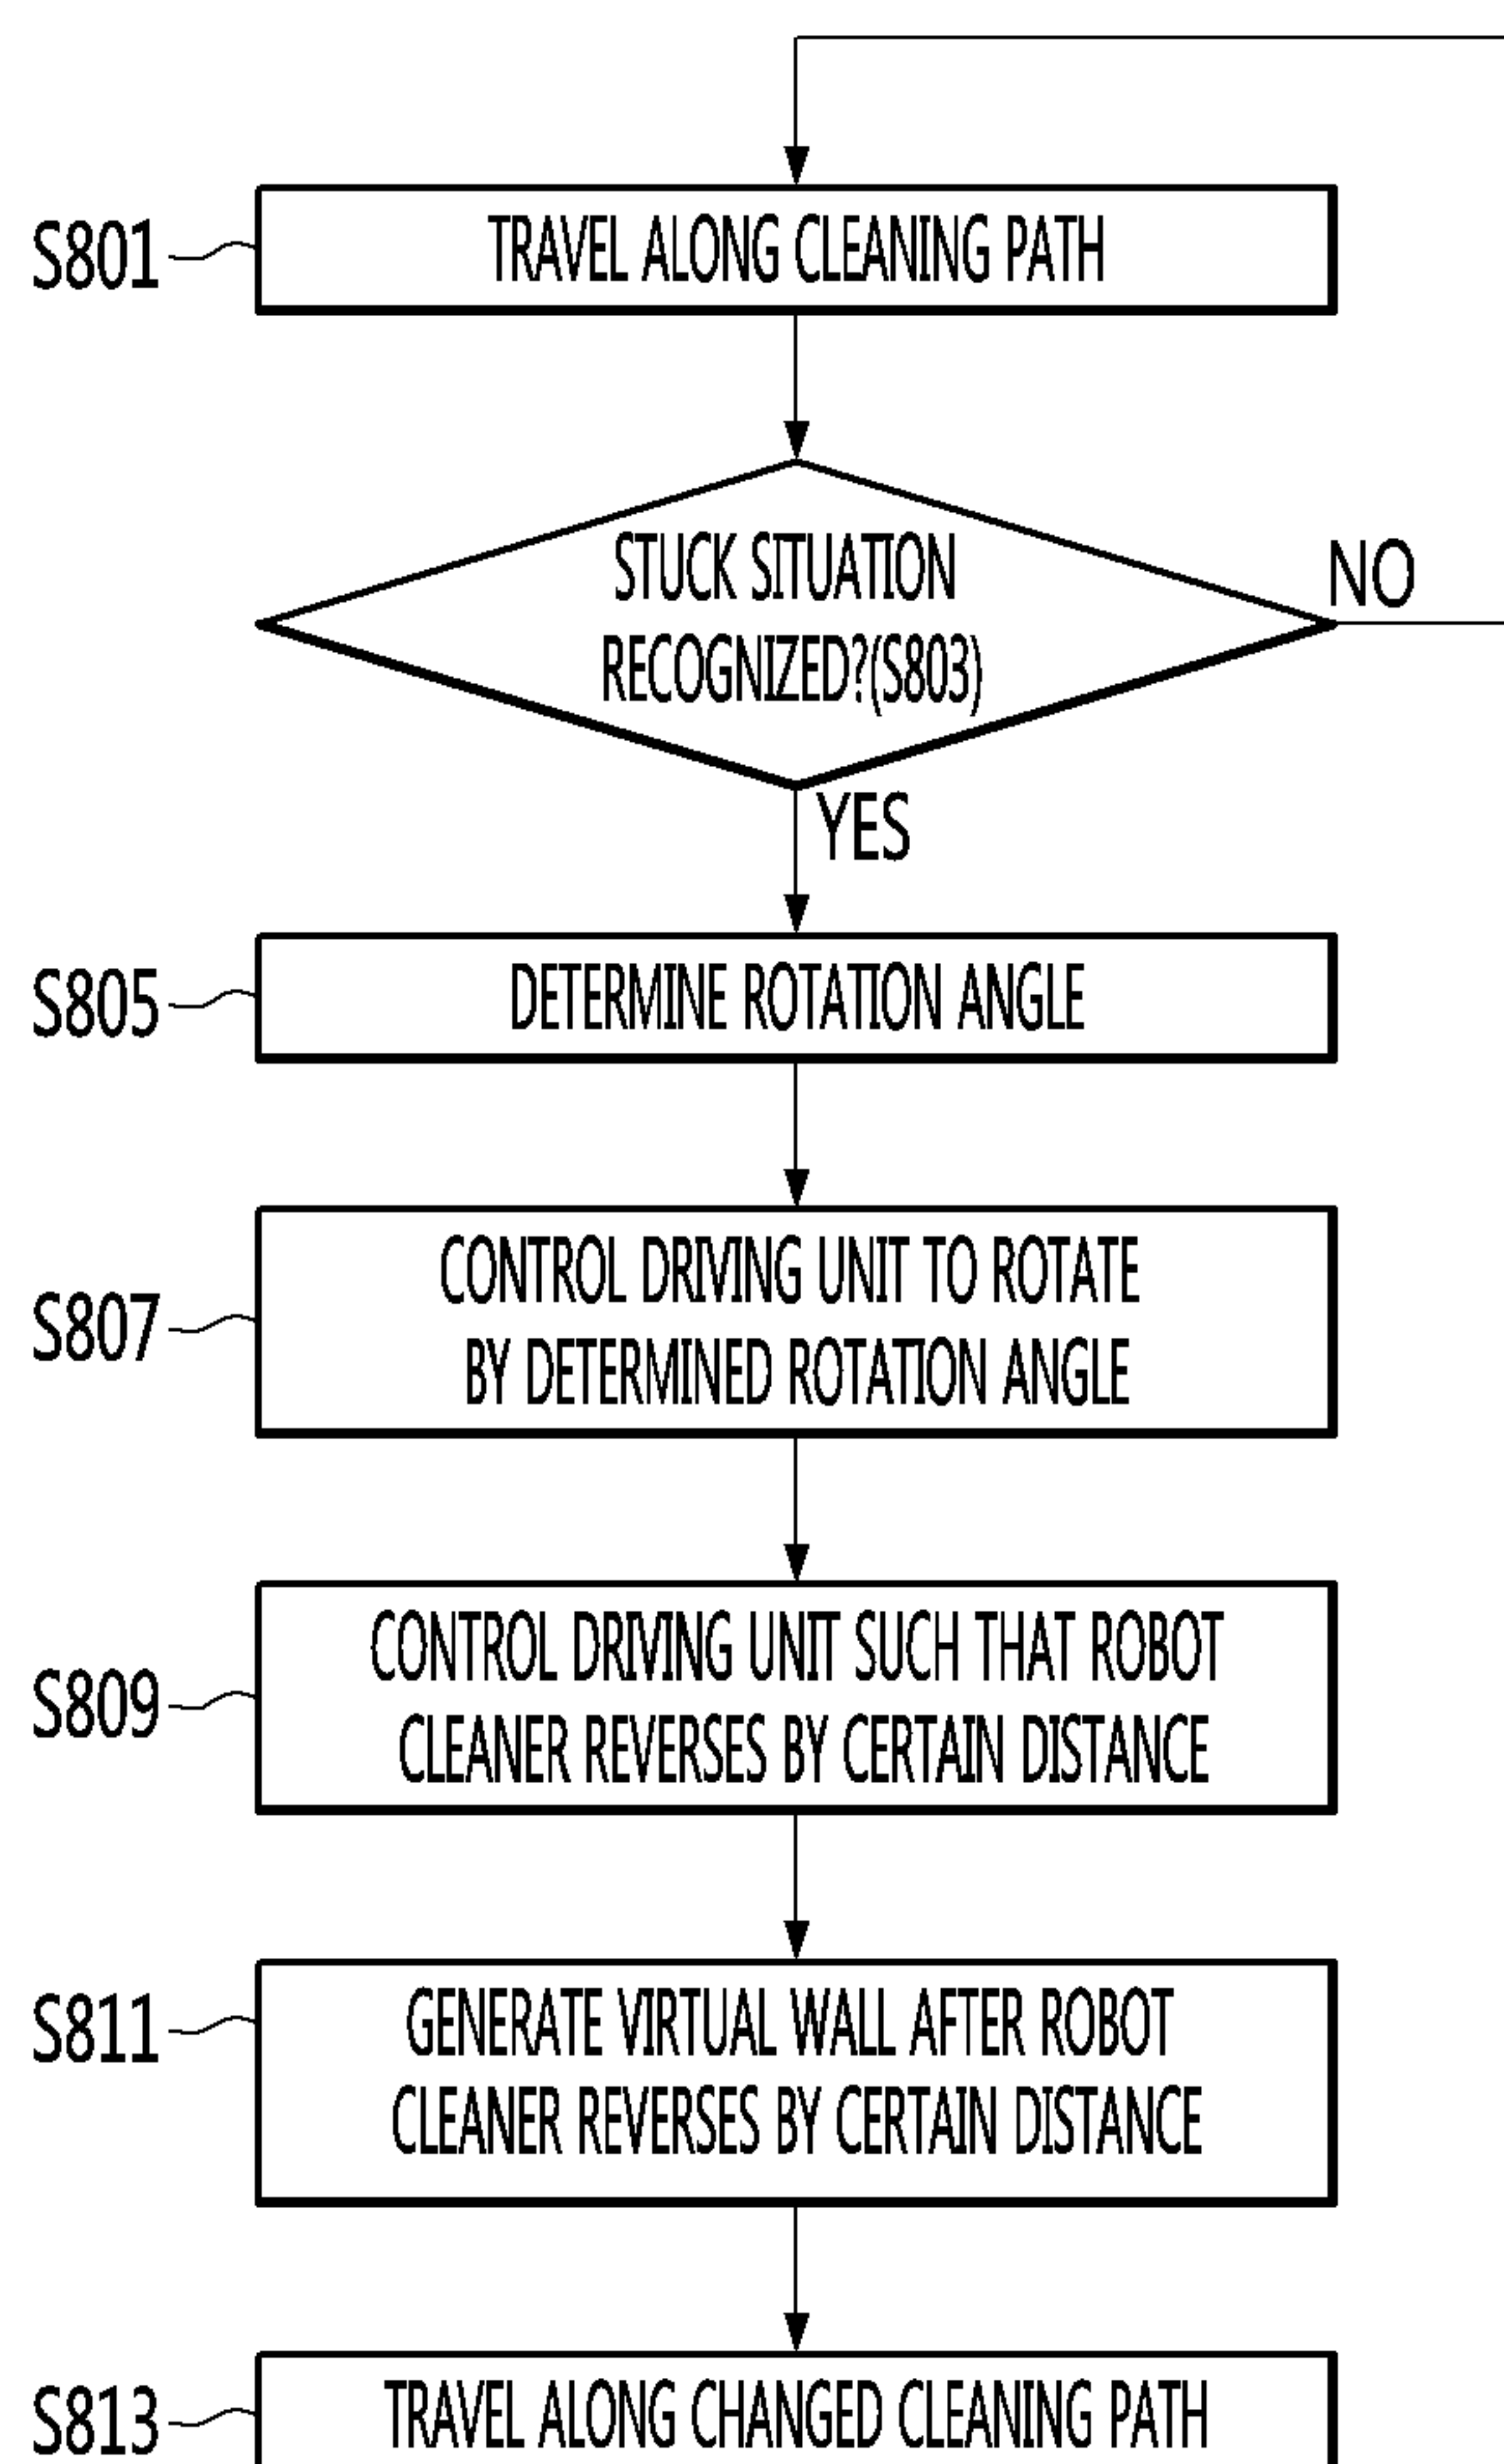 S801
TRAVEL ALONG CLEANING PATH
STUCK SITUATION
RECOGNIZED?(S803)
NO
YES
S805
DETERMINE ROTATION ANGLE
S807
CONTROL DRIVING UNIT TO ROTATE
BY DETERMINED ROTATION ANGLE
S809
CONTROL DRIVING UNIT SUCH THAT ROBOT
CLEANER REVERSES BY CERTAIN DISTANCE
S811
GENERATE VIRTUAL WALL AFTER ROBOT
CLEANER REVERSES BY CERTAIN DISTANCE
S813
TRAVEL ALONG CHANGED CLEANING PATH